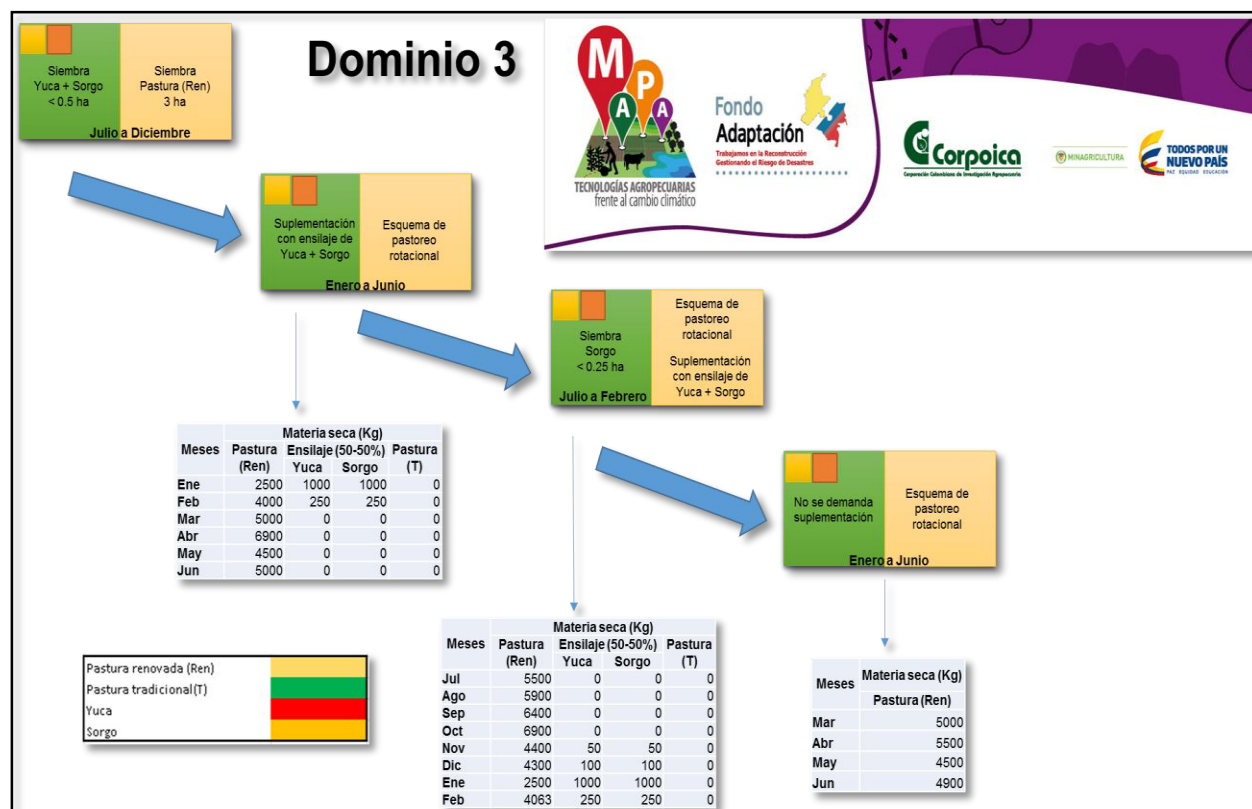 Dominio 3
Siembra
Yuca + Sorgo
< 0.5 ha
Siembra
Pastura (Ren)
3 ha
Julio a Diciembre
M
A
P
A
TECNOLOGÍAS AGROPECUARIAS
frente al cambio climático
Fondo
Adaptación
Trabajamos en la Reconstrucción
Gestionando el Riesgo de Desastres
Corpoica
Corporación Colombiana de Investigación Agropecuaria
MINAGRICULTURA
TODOS POR UN
NUEVO PAÍS
PAZ EQUIDAD EDUCACIÓN
Suplementación
con ensilaje de
Yuca + Sorgo
Esquema de
pastoreo
rotacional
Enero a Junio
Siembra
Sorgo
< 0.25 ha
Esquema de
pastoreo
rotacional
Suplementación
con ensilaje de
Yuca + Sorgo
Julio a Febrero
No se demanda
suplementación
Esquema de
pastoreo
rotacional
Enero a Junio
Materia seca (Kg)
Meses Pastura Ensilaje (50-50%) Pastura
(Ren) Yuca Sorgo (T)
Ene 2500 1000 1000 0
Feb 4000 250 250 0
Mar 5000 0 0 0
Abr 6900 0 0 0
May 4500 0 0 0
Jun 5000 0 0 0
Materia seca (Kg)
Meses Pastura Ensilaje (50-50%) Pastura
(Ren) Yuca Sorgo (T)
Jul 5500 0 0 0
Ago 5900 0 0 0
Sep 6400 0 0 0
Oct 6900 0 0 0
Nov 4400 50 50 0
Dic 4300 100 100 0
Ene 2500 1000 1000 0
Feb 4063 250 250 0
Meses Materia seca (Kg)
Pastura (Ren)
Mar 5000
Abr 5500
May 4500
Jun 4900
Pastura renovada (Ren)
Pastura tradicional(T)
Yuca
Sorgo